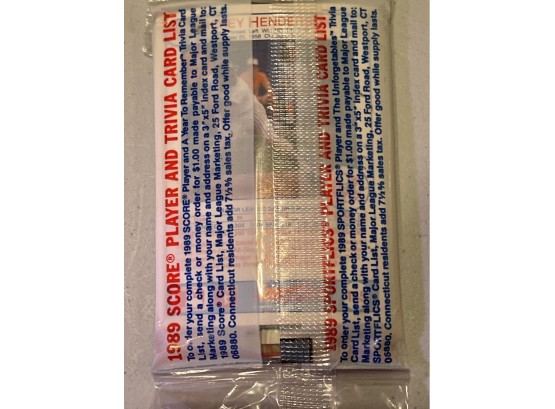 1989 SCORE® PLAYER AND TRIVIA CARD LIST
To order your complete 1989 SCORE® Player and A Year To Remember™ Trivia Card
List, send a check or money order for $1.00 made payable to Major League
Marketing along with your name and address on a 3"x5" index card and mail to:
1989 Score® Card List, Major League Marketing, 25 Ford Road, Westport, CT
06880. Connecticut residents add 7½% sales tax. Offer good while supply lasts.
EY HENDERS
1989 SPORTFLICS® PLAYER AND TRIVIA CARD LIST
To order your complete 1989 SPORTFLICS® Player and The Unforgetables™ Trivia
Card List, send a check or money order for $1.00 made payable to Major League
Marketing along with your name and address on a 3"x5" index card and mail to:
SPORTFLICS® Card List, Major League Marketing, 25 Ford Road, Westport, CT
06880. Connecticut residents add 7½% sales tax. Offer good while supply lasts.